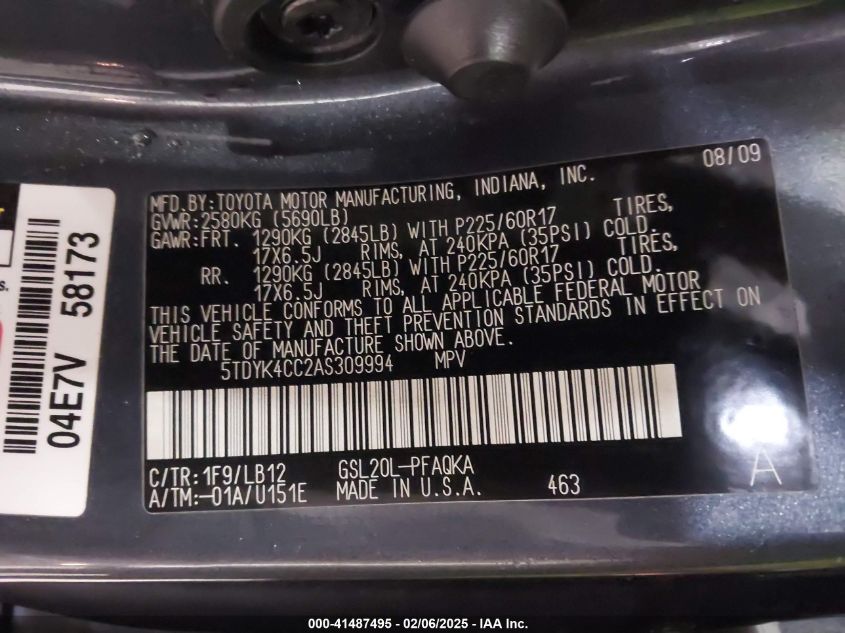 08/09
MFD. BY: TOYOTA MOTOR MANUFACTURING, INDIANA, INC.
GVWR: 2580KG (5690LB)
GAWR: FRT. 1290KG (2845LB) WITH P225/60R17 TIRES,
17X6.5J RIMS, AT 240KPA (35PSI) COLD.
RR. 1290KG (2845LB) WITH P225/60R17 TIRES,
17X6.5J RIMS, AT 240KPA (35PSI) COLD.
THIS VEHICLE CONFORMS TO ALL APPLICABLE FEDERAL MOTOR
VEHICLE SAFETY AND THEFT PREVENTION STANDARDS IN EFFECT ON
THE DATE OF MANUFACTURE SHOWN ABOVE.
5TDYK4CC2AS309994 MPV
C/TR: 1F9/LB12 GSL20L-PFAQKA
A/TM:-01A/U151E MADE IN U.S.A. 463 A
04E7V 58173
s.
000-41487495 - 02/06/2025 - IAA Inc.